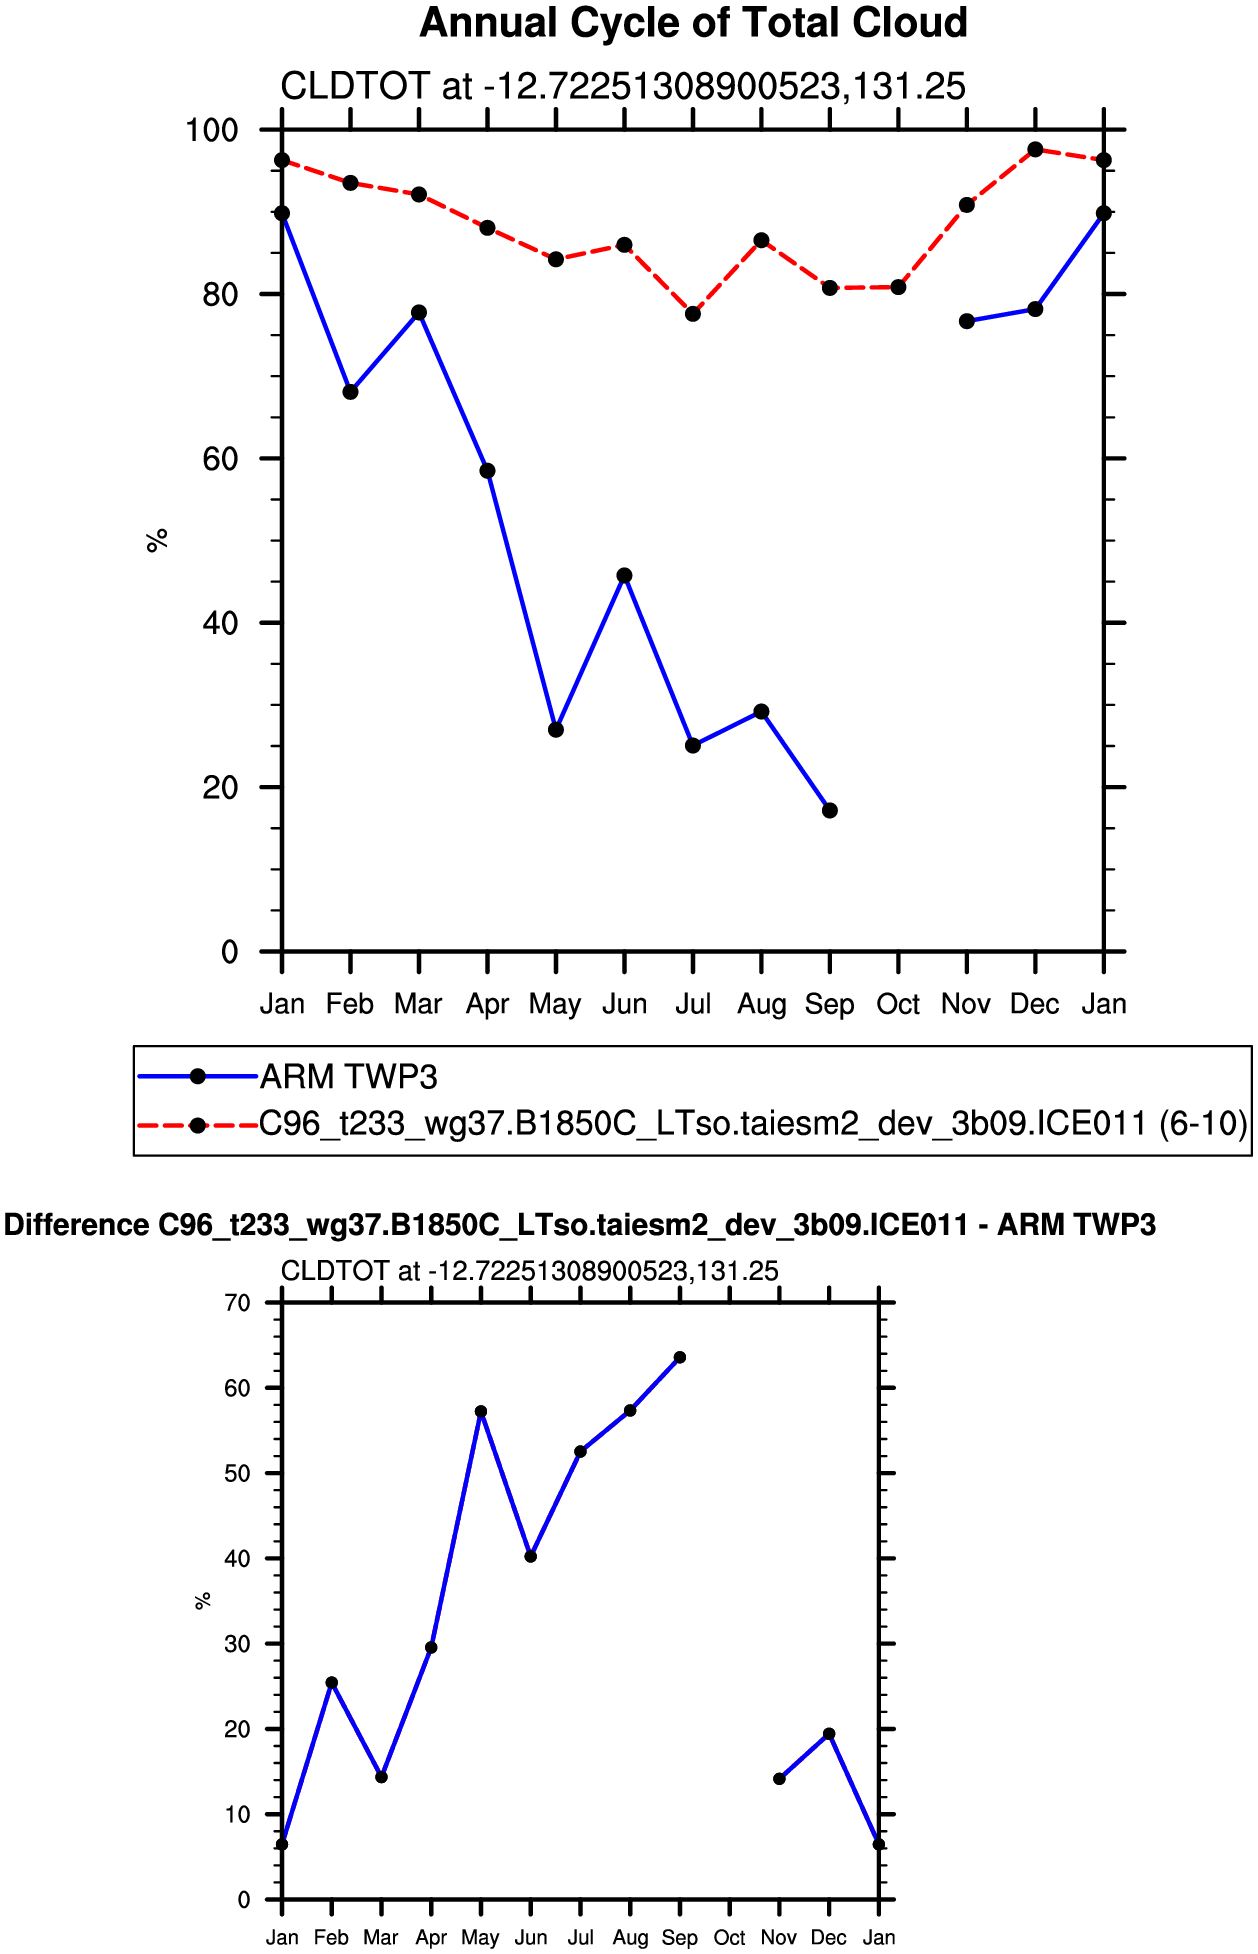 Annual Cycle of Total Cloud
CLDTOT at -12.72251308900523,131.25
100
80
60
40
20
0
%
Jan Feb Mar Apr May Jun Jul Aug Sep Oct Nov Dec Jan
ARM TWP3
C96_t233_wg37.B1850C_LTso.taiesm2_dev_3b09.ICE011 (6-10)
Difference C96_t233_wg37.B1850C_LTso.taiesm2_dev_3b09.ICE011 - ARM TWP3
CLDTOT at -12.72251308900523,131.25
70
60
50
40
30
20
10
0
%
Jan Feb Mar Apr May Jun Jul Aug Sep Oct Nov Dec Jan